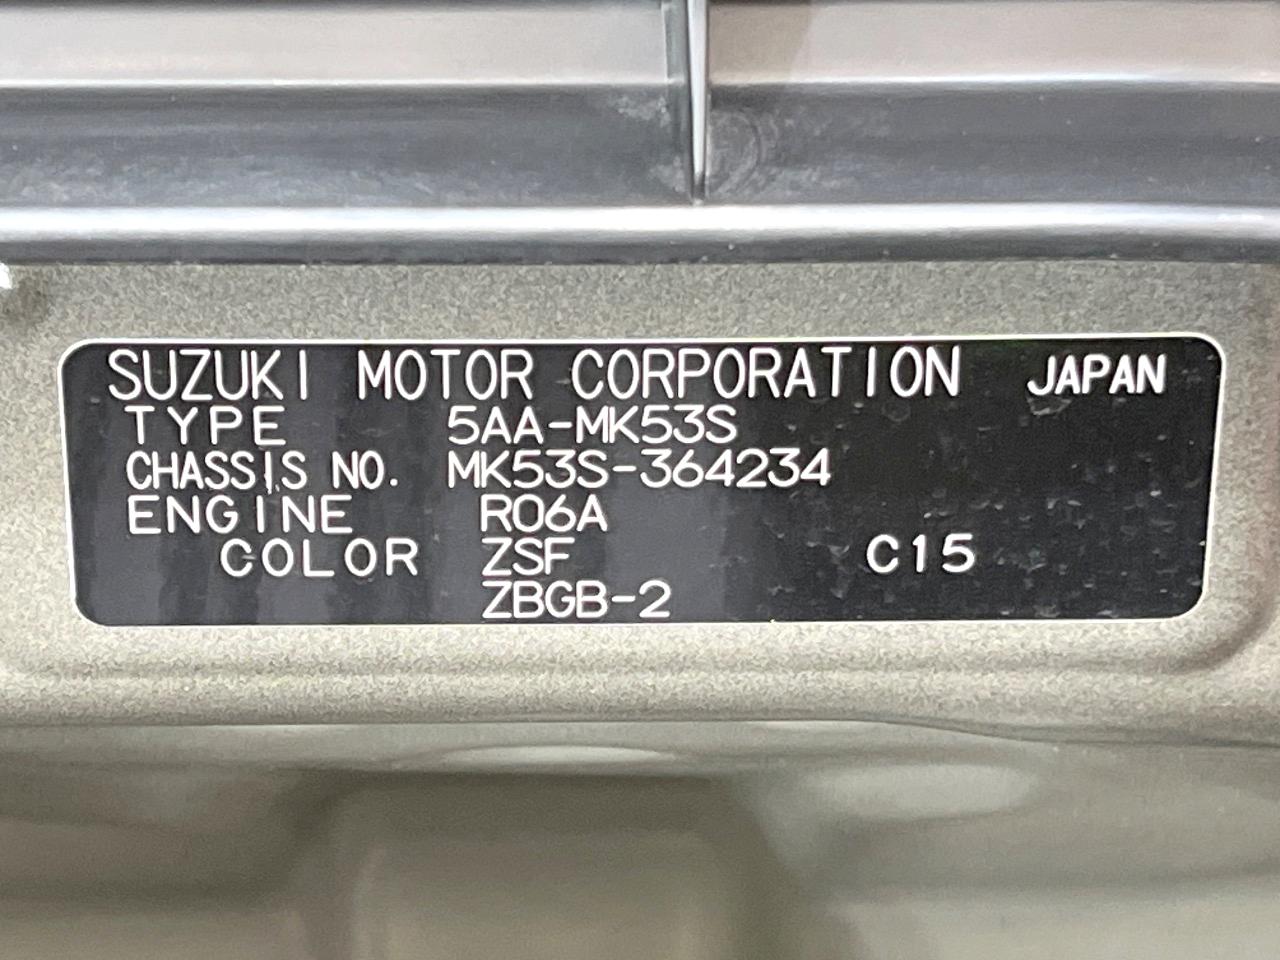 SUZUKI MOTOR CORPORATION JAPAN
TYPE 5AA-MK53S
CHASSIS NO. MK53S-364234
ENGINE R06A
COLOR ZSF C15
ZBGB-2